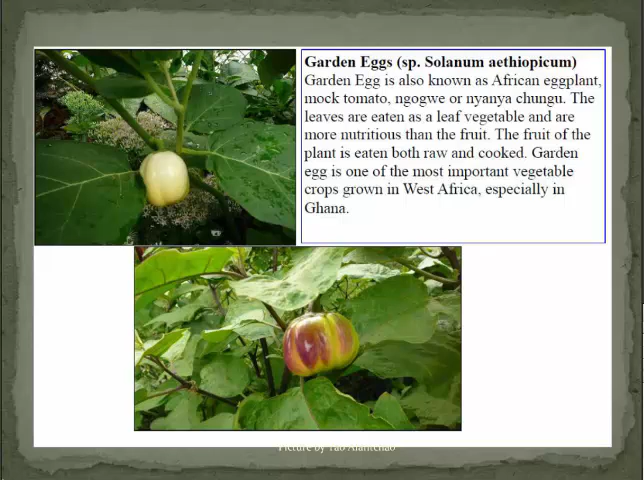 Garden Eggs (sp. Solanum aethiopicum)
Garden Egg is also known as African eggplant,
mock tomato, ngogwe or nyanya chungu. The
leaves are eaten as a leaf vegetable and are
more nutritious than the fruit. The fruit of the
plant is eaten both raw and cooked. Garden
egg is one of the most important vegetable
crops grown in West Africa, especially in
Ghana.
Picture by Yao